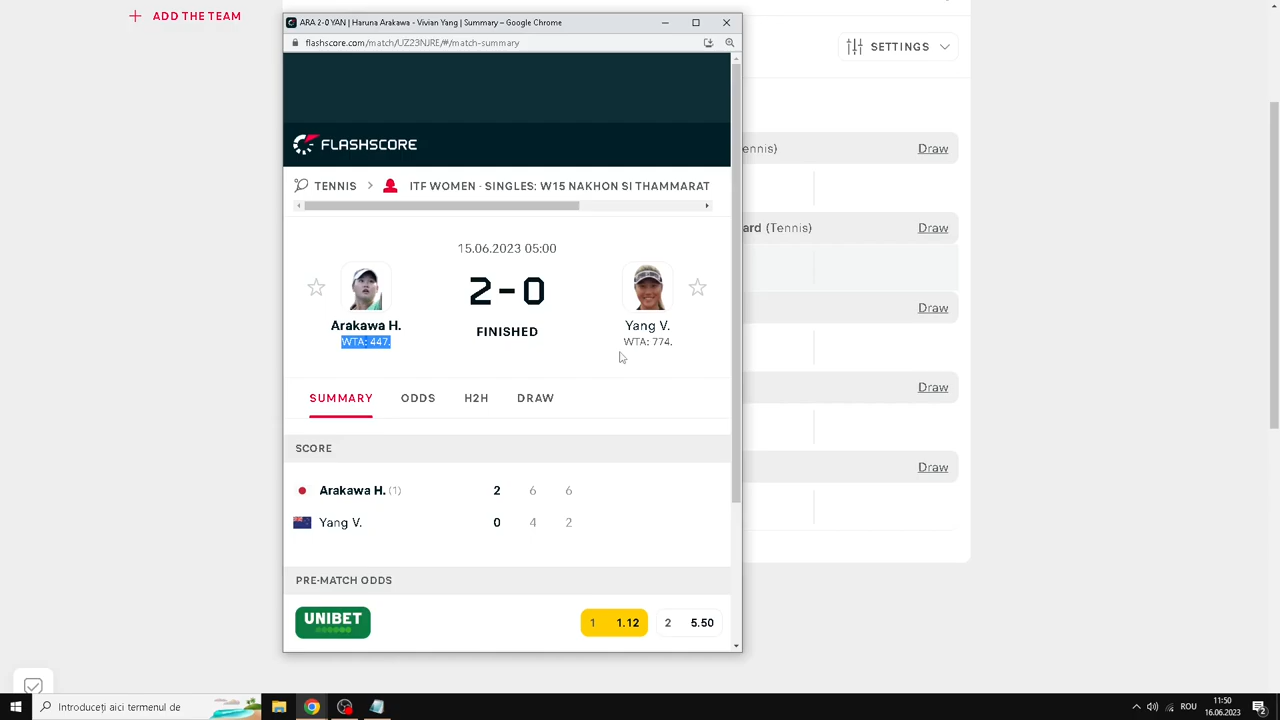 ADD THE TEAM
ARA 2-0 YAN | Haruna Arakawa - Vivian Yang | Summary – Google Chrome
flashscore.com/match/UZ23NJRE/#/match-summary
SETTINGS
FLASHSCORE
ennis)
Draw
TENNIS > ITF WOMEN - SINGLES: W15 NAKHON SI THAMMARAT
ard (Tennis)
Draw
15.06.2023 05:00
2-0
FINISHED
Arakawa H.
WTA: 447.
Yang V.
WTA: 774.
Draw
Draw
SUMMARY
ODDS
H2H
DRAW
SCORE
Draw
Arakawa H. (1) 2 6 6
Yang V. 0 4 2
PRE-MATCH ODDS
UNIBET
1 1.12
2 5.50
Introduceți aici termenul de
ROU
11:50
16.06.2023
2